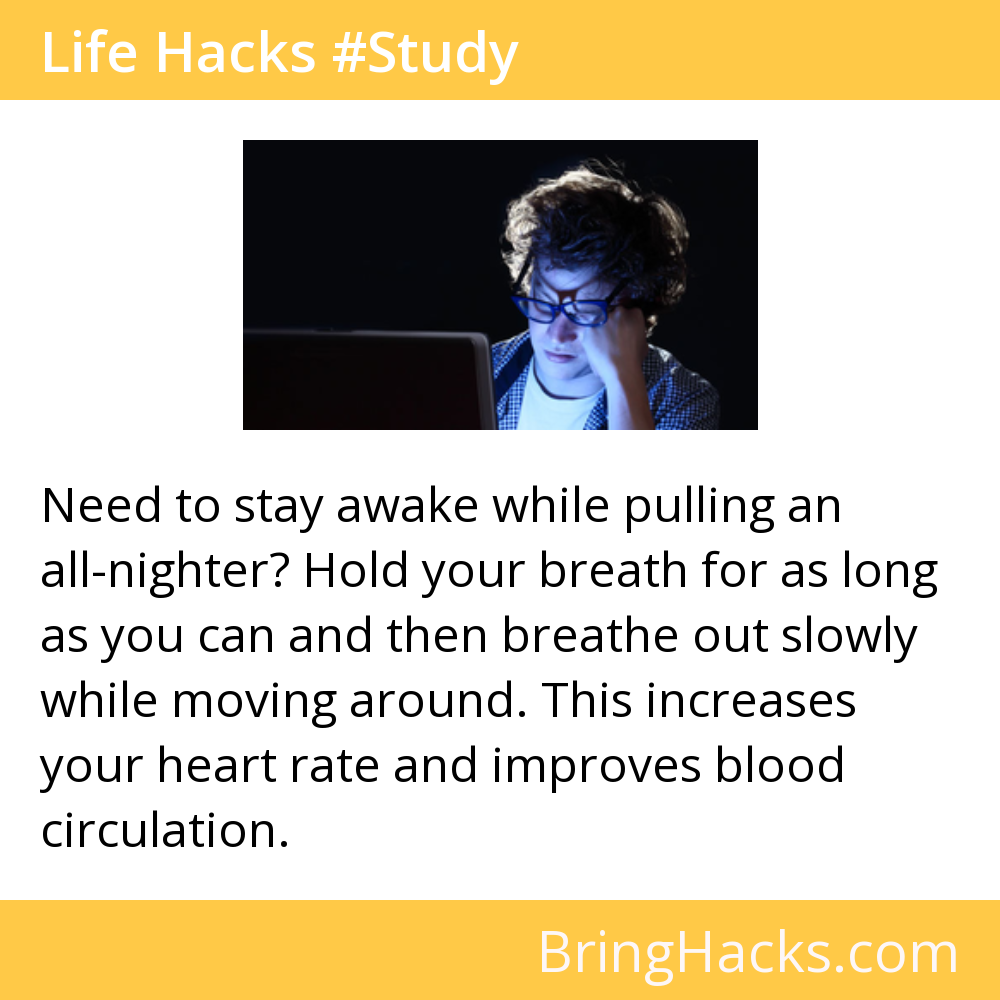 Life Hacks #Study
Need to stay awake while pulling an
all-nighter? Hold your breath for as long
as you can and then breathe out slowly
while moving around. This increases
your heart rate and improves blood
circulation.
BringHacks.com